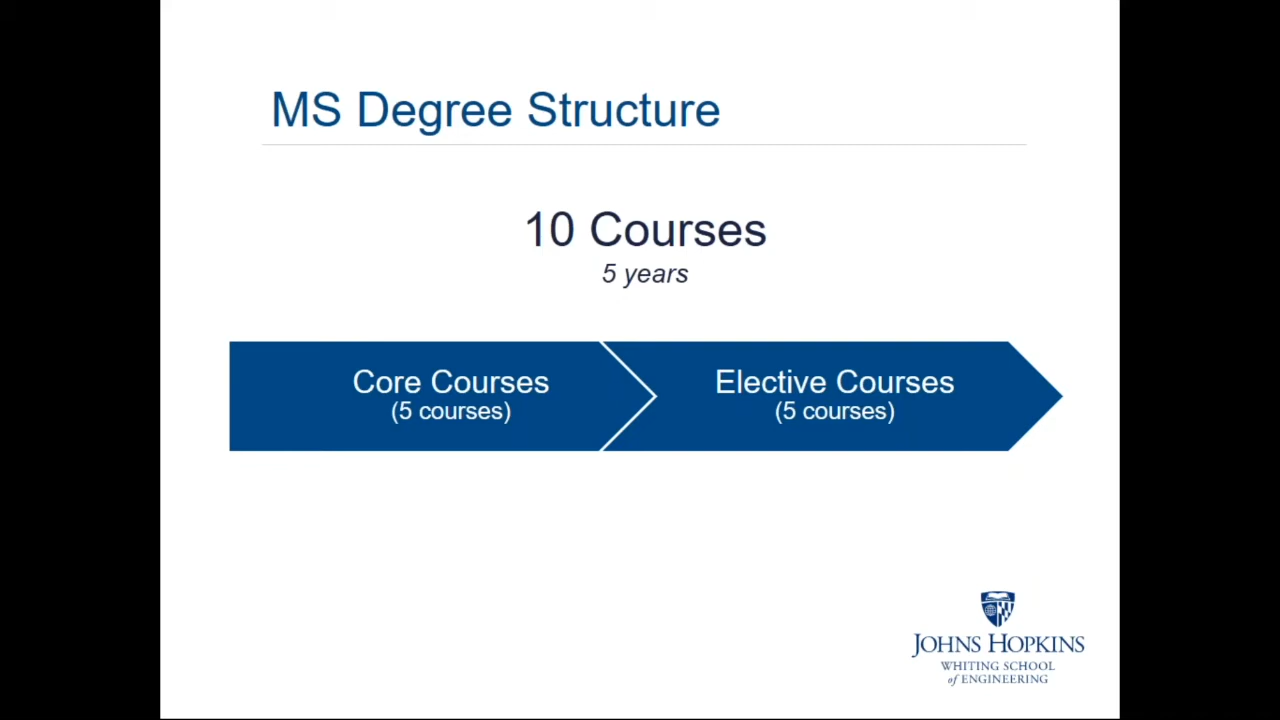 MS Degree Structure
10 Courses
5 years
Core Courses
(5 courses)
Elective Courses
(5 courses)
JOHNS HOPKINS
WHITING SCHOOL
of ENGINEERING